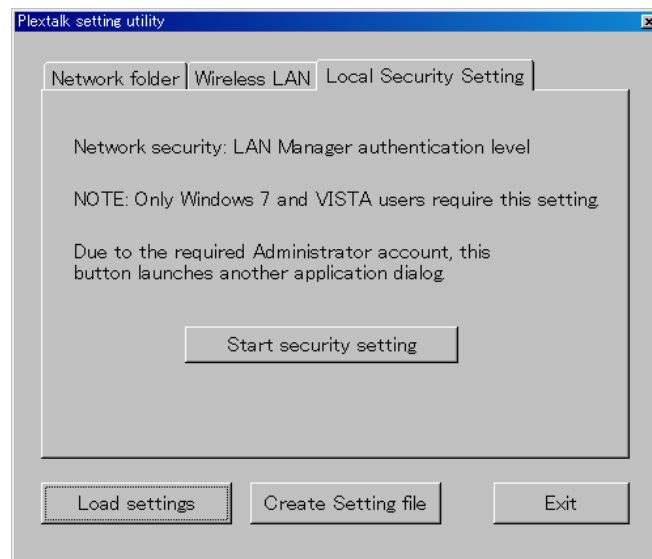 Plextalk setting utility
Network folder Wireless LAN Local Security Setting
Network security: LAN Manager authentication level
NOTE: Only Windows 7 and VISTA users require this setting.
Due to the required Administrator account, this
button launches another application dialog.
Start security setting
Load settings Create Setting file Exit